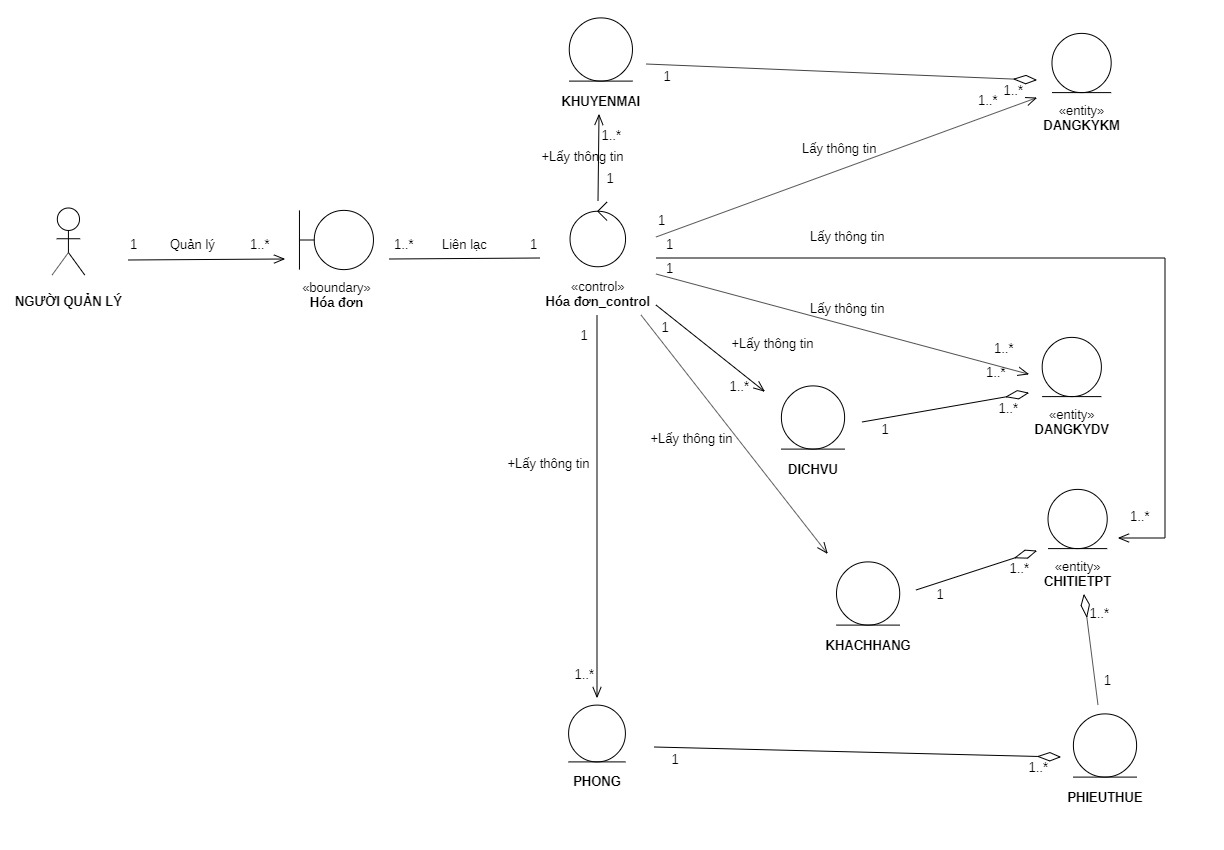 KHUYENMAI
1
1..*
1..*
«entity»
DANGKYKM
1..*
+Lấy thông tin
1
Lấy thông tin
NGƯỜI QUẢN LÝ
1
Quản lý
1..*
«boundary»
Hóa đơn
1..*
Liên lạc
1
«control»
Hóa đơn_control
1
1
1
Lấy thông tin
Lấy thông tin
1..*
1..*
1..*
«entity»
DANGKYDV
1
1
+Lấy thông tin
1..*
DICHVU
1
+Lấy thông tin
+Lấy thông tin
1..*
«entity»
CHITIETPT
1..*
1
KHACHHANG
1..*
1
1..*
PHONG
1
1..*
PHIEUTHUE